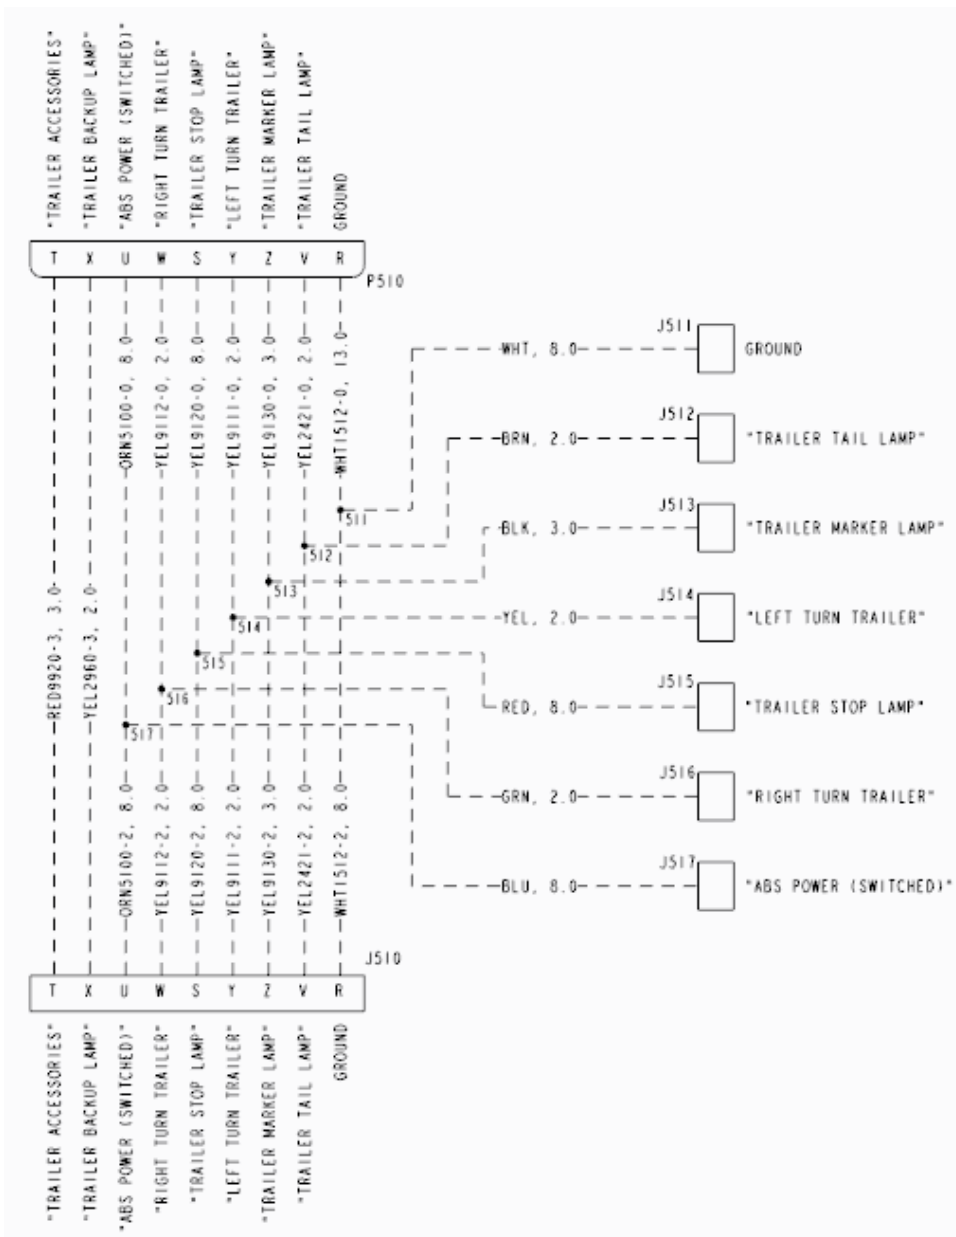 "TRAILER ACCESSORIES"
"TRAILER BACKUP LAMP"
"ABS POWER (SWITCHED)"
"RIGHT TURN TRAILER"
"TRAILER STOP LAMP"
"LEFT TURN TRAILER"
"TRAILER MARKER LAMP"
"TRAILER TAIL LAMP"
GROUND
T X U W S Y Z V R
P510
RED9920-3, 3.0
YEL2960-3, 2.0
ORN5100-0, 8.0
YEL9112-0, 2.0
YEL9120-0, 8.0
YEL9111-0, 2.0
YEL9130-0, 3.0
YEL2421-0, 2.0
WHT1512-0, 13.0
J511
WHT, 8.0
GROUND
J512
BRN, 2.0
"TRAILER TAIL LAMP"
J513
BLK, 3.0
"TRAILER MARKER LAMP"
J514
YEL, 2.0
"LEFT TURN TRAILER"
J515
RED, 8.0
"TRAILER STOP LAMP"
J516
GRN, 2.0
"RIGHT TURN TRAILER"
J517
BLU, 8.0
"ABS POWER (SWITCHED)"
511
512
513
514
515
516
517
ORN5100-2, 8.0
YEL9112-2, 2.0
YEL9120-2, 8.0
YEL9111-2, 2.0
YEL9130-2, 3.0
YEL2421-2, 2.0
WHT1512-2, 8.0
J510
T X U W S Y Z V R
"TRAILER ACCESSORIES"
"TRAILER BACKUP LAMP"
"ABS POWER (SWITCHED)"
"RIGHT TURN TRAILER"
"TRAILER STOP LAMP"
"LEFT TURN TRAILER"
"TRAILER MARKER LAMP"
"TRAILER TAIL LAMP"
GROUND